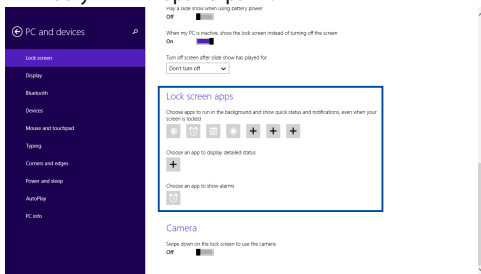 Play a slide show when using battery power
Off
When my PC is inactive, show the lock screen instead of turning off the screen
On
Turn off screen after slide show has played for
Don't turn off
PC and devices
Lock screen
Display
Bluetooth
Devices
Mouse and touchpad
Typing
Corners and edges
Power and sleep
AutoPlay
PC info
Lock screen apps
Choose apps to run in the background and show quick status and notifications, even when your
screen is locked
Choose an app to display detailed status
Choose an app to show alarms
Camera
Swipe down on the lock screen to use the camera
Off